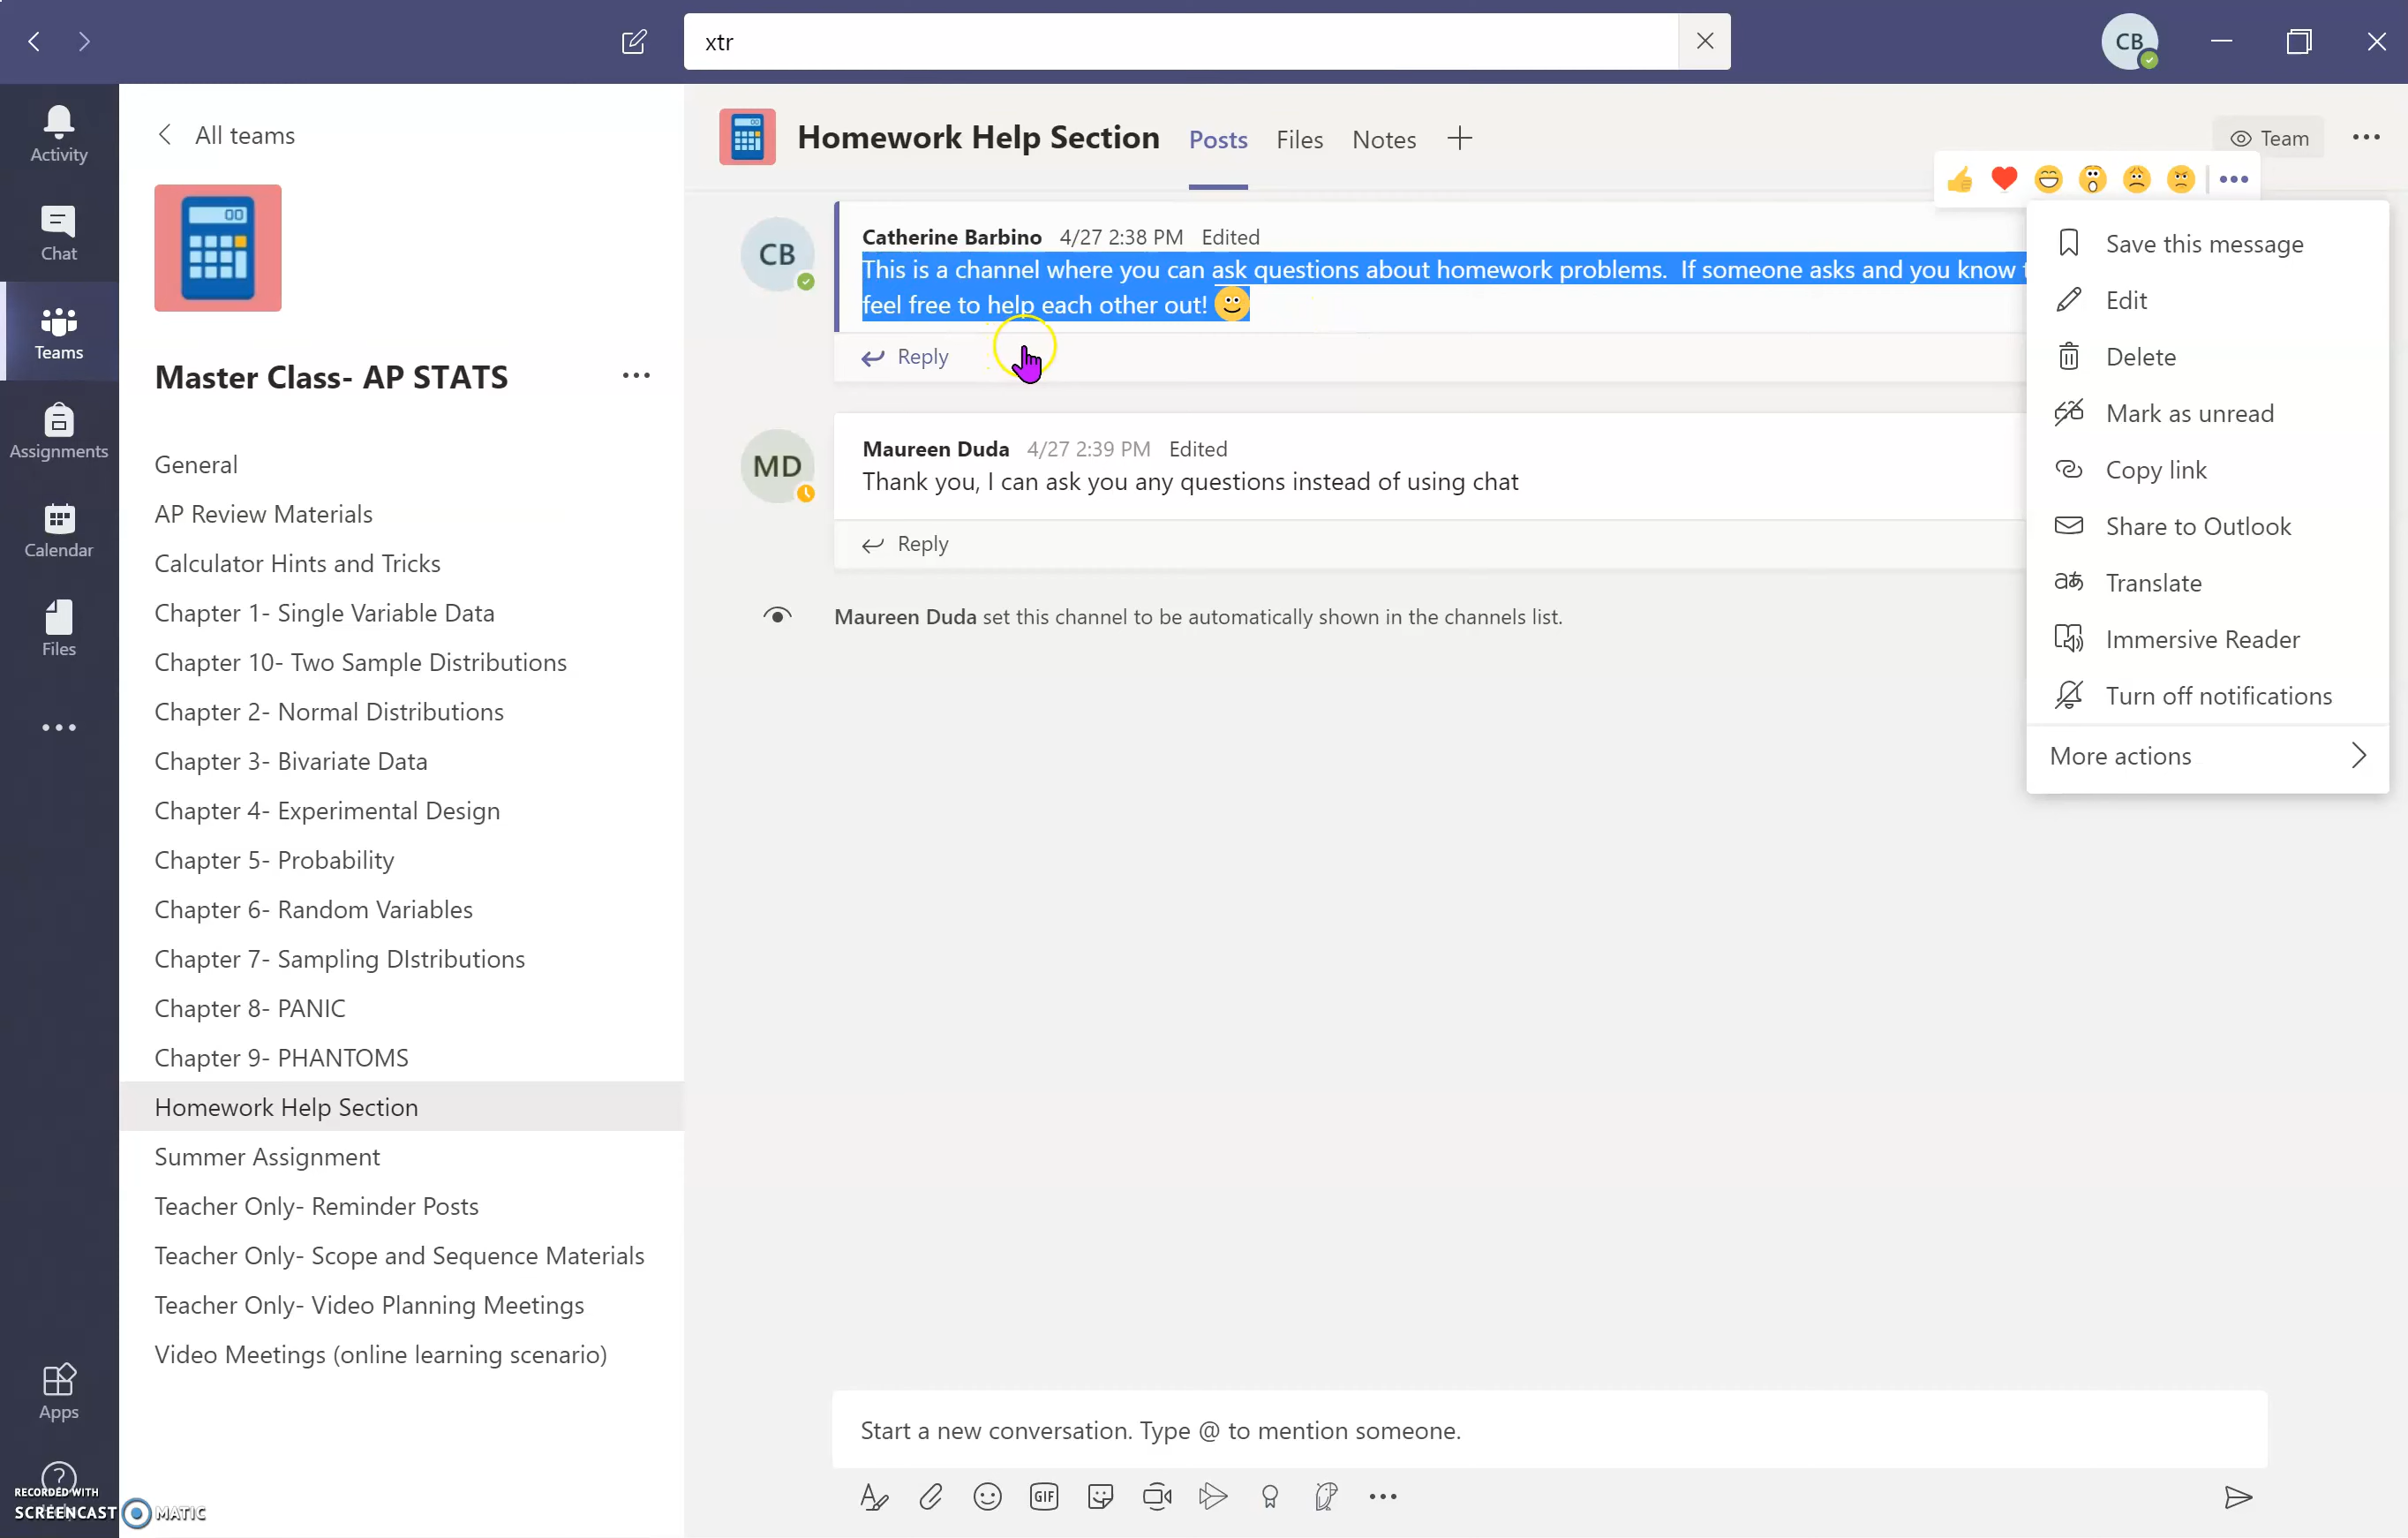 xtr
CB
Activity
Chat
Teams
Assignments
Calendar
Files
Apps
All teams
Master Class- AP STATS
General
AP Review Materials
Calculator Hints and Tricks
Chapter 1- Single Variable Data
Chapter 10- Two Sample Distributions
Chapter 2- Normal Distributions
Chapter 3- Bivariate Data
Chapter 4- Experimental Design
Chapter 5- Probability
Chapter 6- Random Variables
Chapter 7- Sampling DIstributions
Chapter 8- PANIC
Chapter 9- PHANTOMS
Homework Help Section
Summer Assignment
Teacher Only- Reminder Posts
Teacher Only- Scope and Sequence Materials
Teacher Only- Video Planning Meetings
Video Meetings (online learning scenario)
Homework Help Section Posts Files Notes
Team
CB
Catherine Barbino 4/27 2:38 PM Edited
This is a channel where you can ask questions about homework problems. If someone asks and you know
feel free to help each other out!
Reply
MD
Maureen Duda 4/27 2:39 PM Edited
Thank you, I can ask you any questions instead of using chat
Reply
Maureen Duda set this channel to be automatically shown in the channels list.
Save this message
Edit
Delete
Mark as unread
Copy link
Share to Outlook
Translate
Immersive Reader
Turn off notifications
More actions
Start a new conversation. Type @ to mention someone.
GIF
RECORDED WITH
SCREENCAST MATIC